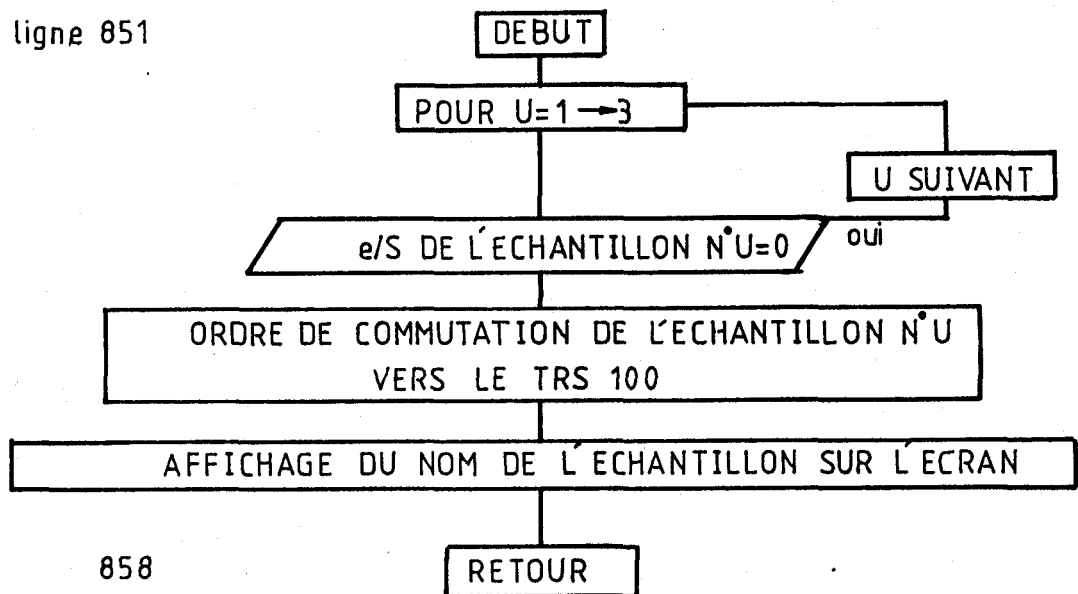 ligne 851
DEBUT
POUR U=1→3
U SUIVANT
e/S DE L'ECHANTILLON N°U=0
oui
ORDRE DE COMMUTATION DE L'ECHANTILLON N°U
VERS LE TRS 100
AFFICHAGE DU NOM DE L'ECHANTILLON SUR L'ECRAN
858
RETOUR